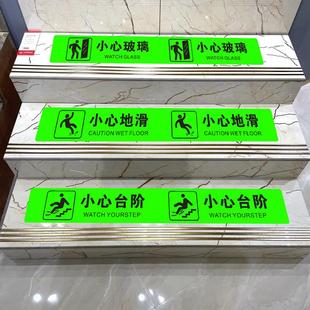 小心玻璃 小心玻璃
WATCH GLASS WATCH GLASS
小心地滑 小心地滑
CAUTION WET FLOOR CAUTION WET FLOOR
小心台阶 小心台阶
WATCH YOURSTEP WATCH YOURSTEP